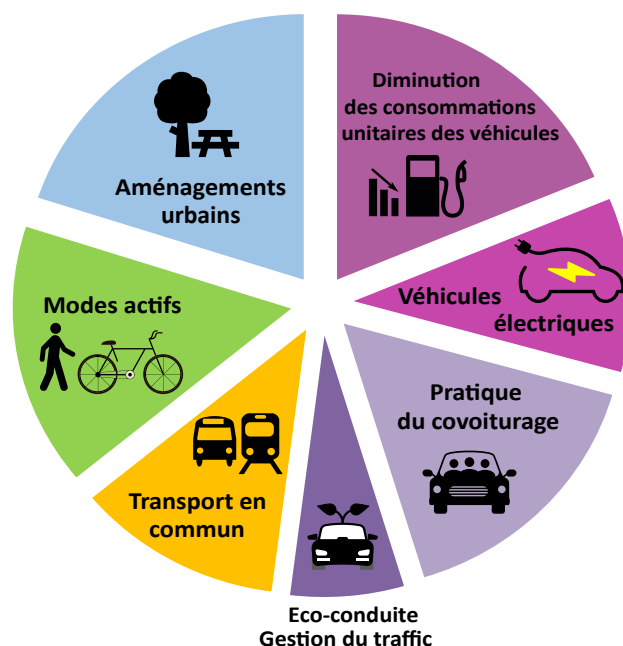 Diminution
des consommations
unitaires des véhicules
Aménagements
urbains
Véhicules
électriques
Modes actifs
Pratique
du covoiturage
Transport en
commun
Eco-conduite
Gestion du traffic